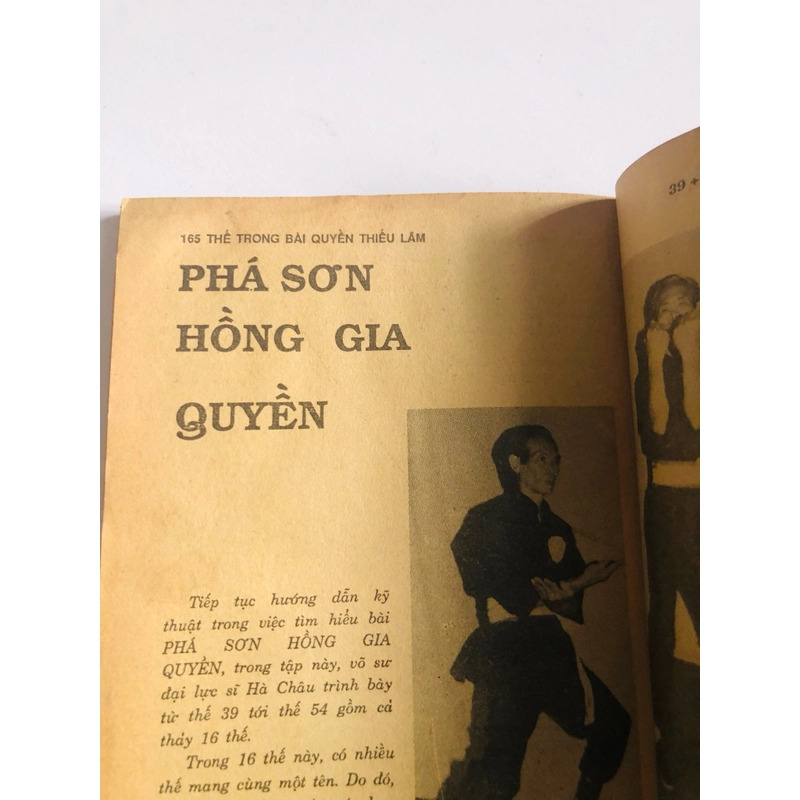 165 THẾ TRONG BÀI QUYỀN THIẾU LÂM
PHÁ SƠN
HỒNG GIA
QUYỀN
Tiếp tục hướng dẫn kỹ
thuật trong việc tìm hiểu bài
PHÁ SƠN HỒNG GIA
QUYỀN, trong tập này, võ sư
đại lực sĩ Hà Châu trình bày
từ thế 39 tới thế 54 gồm cả
thảy 16 thế.
Trong 16 thế này, có nhiều
thế mang cùng một tên. Do đó,
39 +